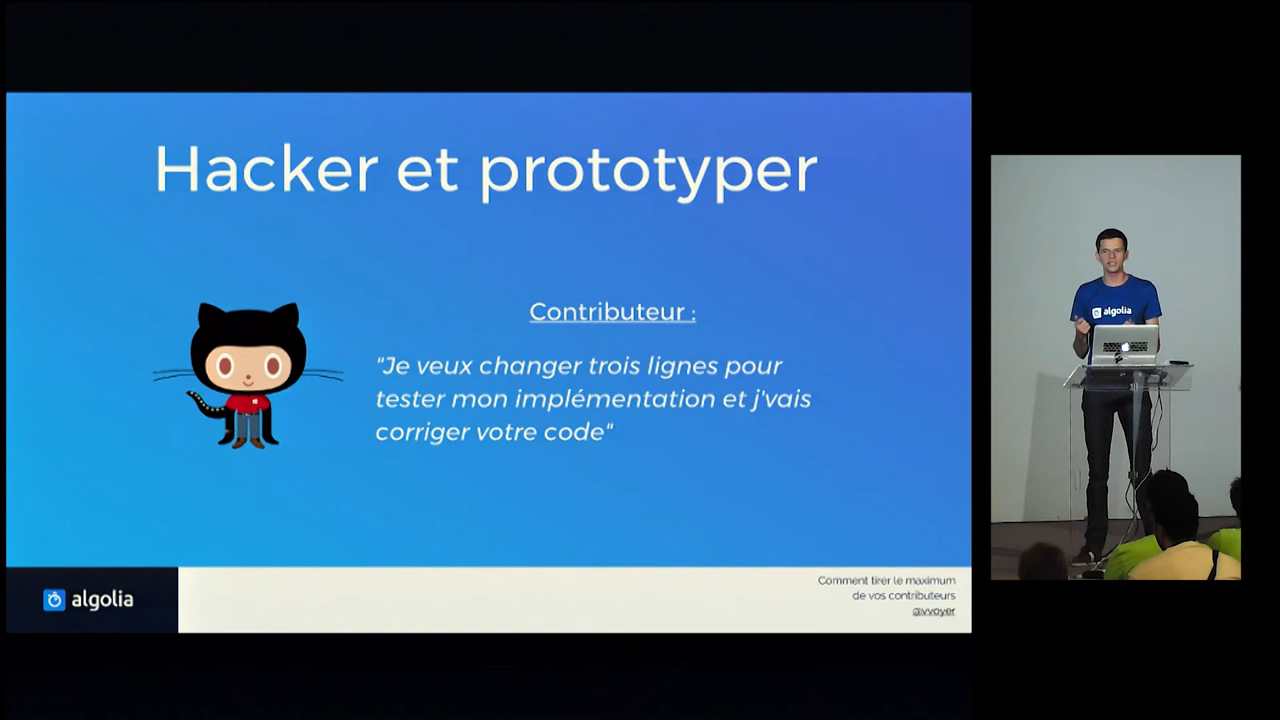 Hacker et prototyper
Contributeur :
"Je veux changer trois lignes pour
tester mon implémentation et j'vais
corriger votre code"
algolia
Comment tirer le maximum
de vos contributeurs
@vvoyer
algolia